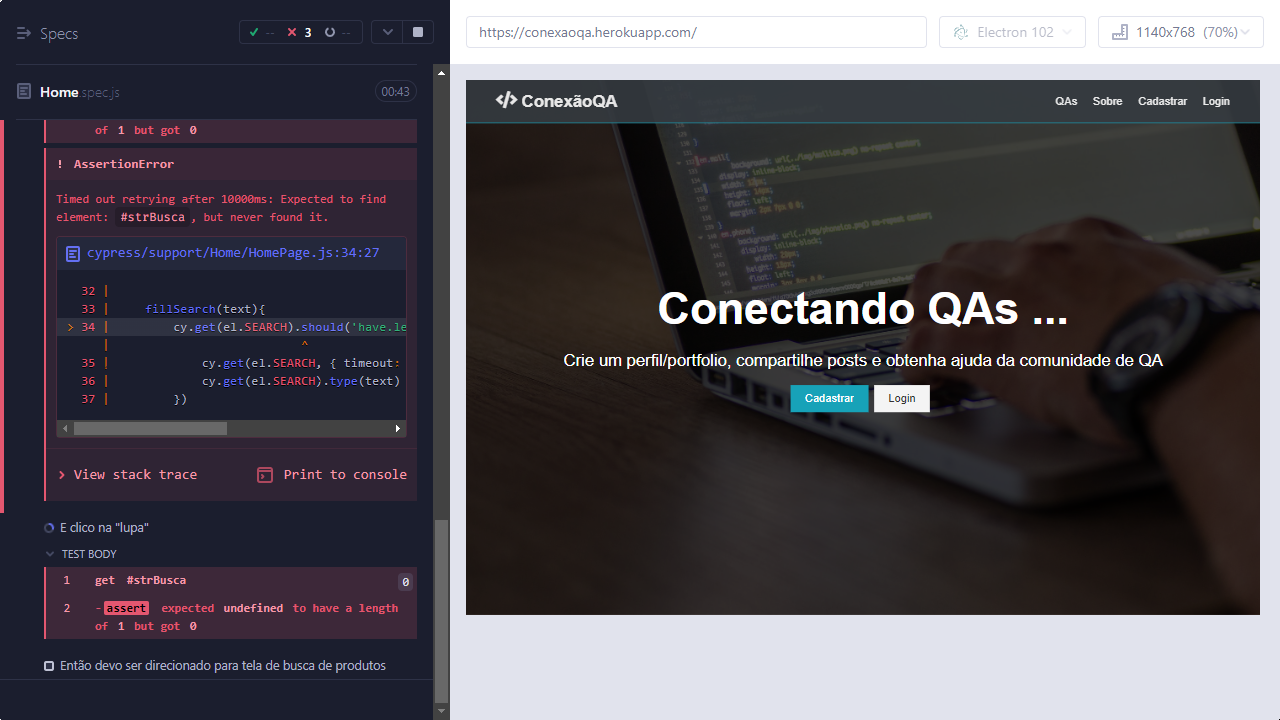 Specs
-- 3 --
Home.spec.js 00:43
of 1 but got 0
! AssertionError
Timed out retrying after 10000ms: Expected to find
element: #strBusca, but never found it.
cypress/support/Home/HomePage.js:34:27
32 |
33 | fillSearch(text){
> 34 | cy.get(el.SEARCH).should('have.le
| ^
35 | cy.get(el.SEARCH, { timeout:
36 | cy.get(el.SEARCH).type(text)
37 | })
> View stack trace
Print to console
E clico na "lupa"
TEST BODY
1 get #strBusca 0
2 -assert expected undefined to have a length
of 1 but got 0
Então devo ser direcionado para tela de busca de produtos
https://conexaoqa.herokuapp.com/
Electron 102
1140x768 (70%)
</> ConexãoQA
QAs Sobre Cadastrar Login
Conectando QAs ...
Crie um perfil/portfolio, compartilhe posts e obtenha ajuda da comunidade de QA
Cadastrar Login